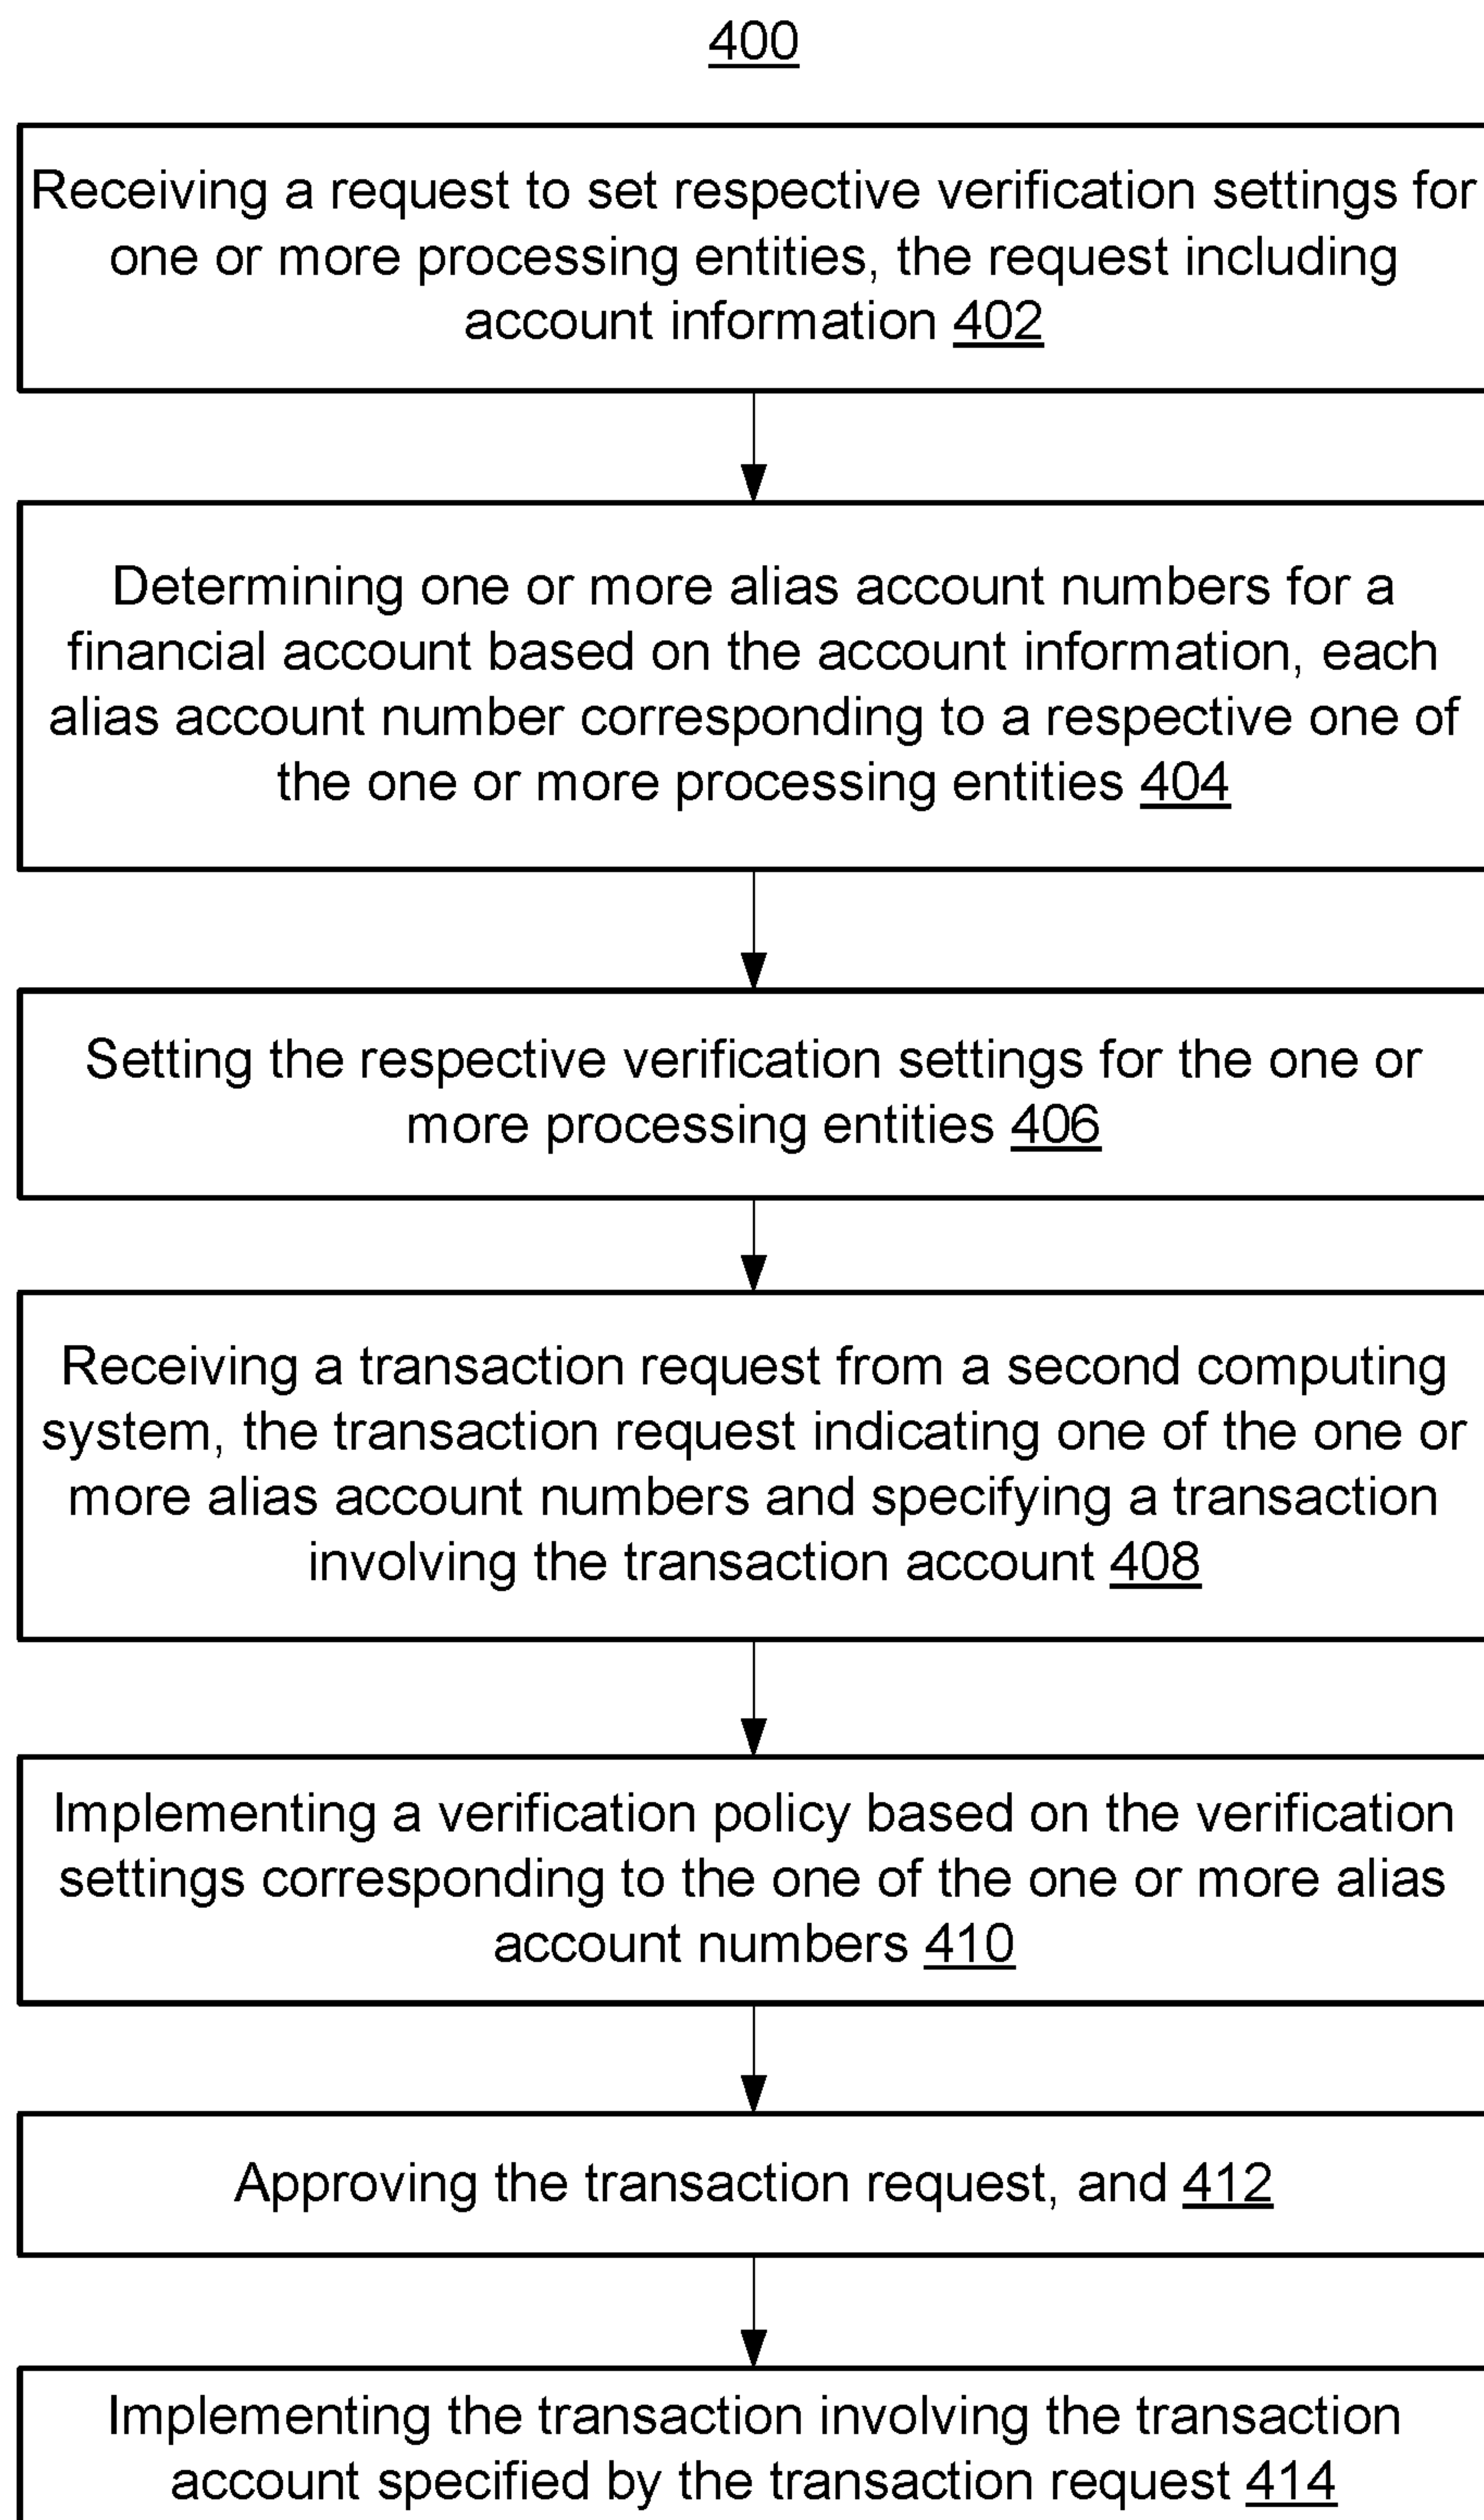 400
Receiving a request to set respective verification settings for
one or more processing entities, the request including
account information 402
Determining one or more alias account numbers for a
financial account based on the account information, each
alias account number corresponding to a respective one of
the one or more processing entities 404
Setting the respective verification settings for the one or
more processing entities 406
Receiving a transaction request from a second computing
system, the transaction request indicating one of the one or
more alias account numbers and specifying a transaction
involving the transaction account 408
Implementing a verification policy based on the verification
settings corresponding to the one of the one or more alias
account numbers 410
Approving the transaction request, and 412
Implementing the transaction involving the transaction
account specified by the transaction request 414